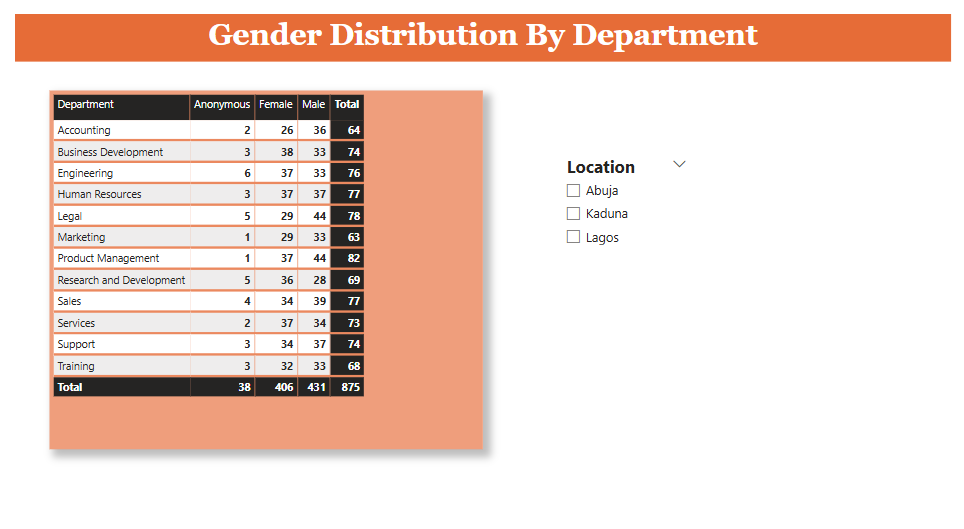 Gender Distribution By Department
Department Anonymous Female Male Total
Accounting 2 26 36 64
Business Development 3 38 33 74
Engineering 6 37 33 76
Human Resources 3 37 37 77
Legal 5 29 44 78
Marketing 1 29 33 63
Product Management 1 37 44 82
Research and Development 5 36 28 69
Sales 4 34 39 77
Services 2 37 34 73
Support 3 34 37 74
Training 3 32 33 68
Total 38 406 431 875
Location
Abuja
Kaduna
Lagos